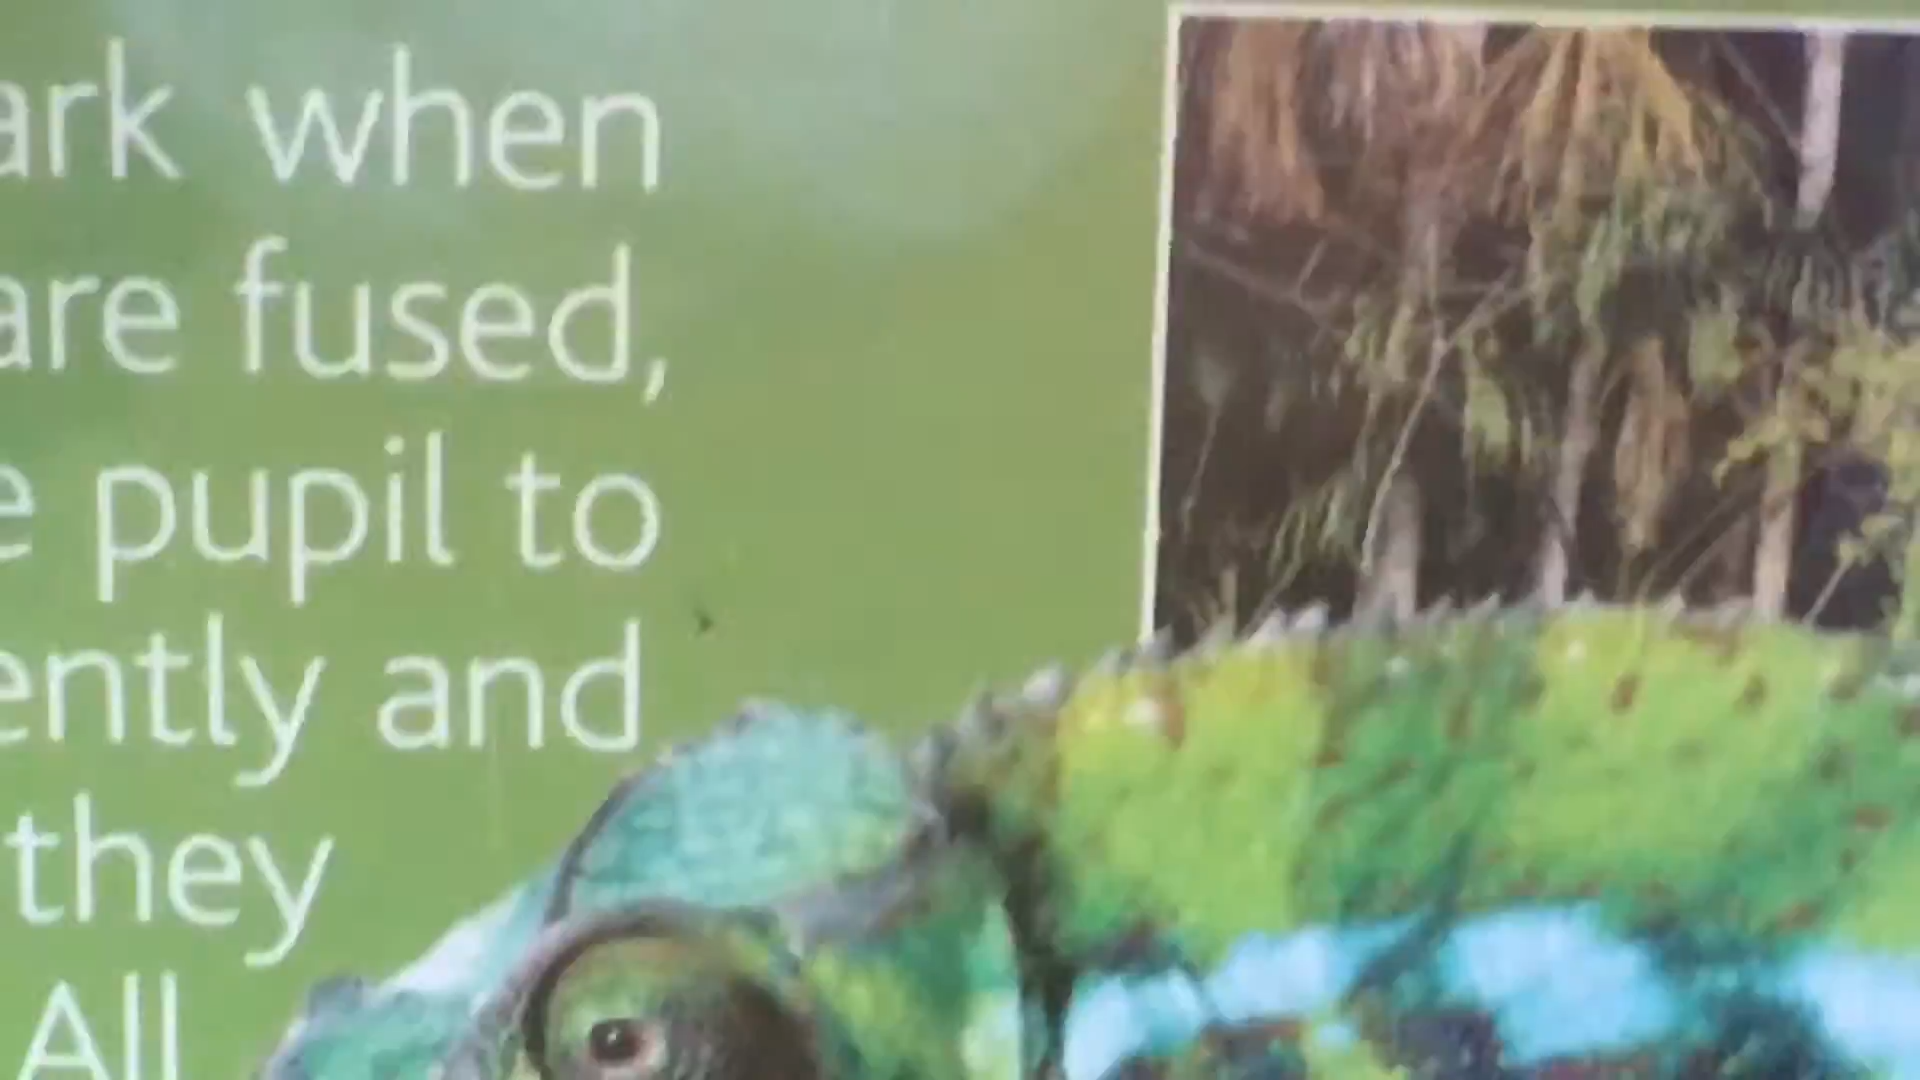 ark when
are fused,
e pupil to
ently and
they
All